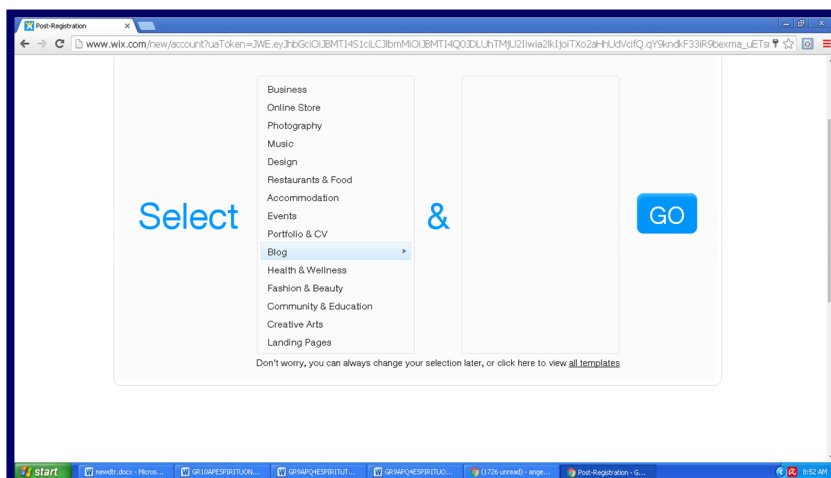 Post-Registration
www.wix.com/new/account?uaToken=
Business
Online Store
Photography
Music
Design
Restaurants & Food
Accommodation
Events
Portfolio & CV
Blog
Health & Wellness
Fashion & Beauty
Community & Education
Creative Arts
Landing Pages
Select
&
GO
Don't worry, you can always change your selection later, or click here to view all templates
start
newdtr.docx - Micros...
GR10APESPIRITUON...
GR9APQ4ESPIRITUT...
GR9APQ4ESPIRITUO...
(1726 unread) - ange...
Post-Registration - G...
8:52 AM